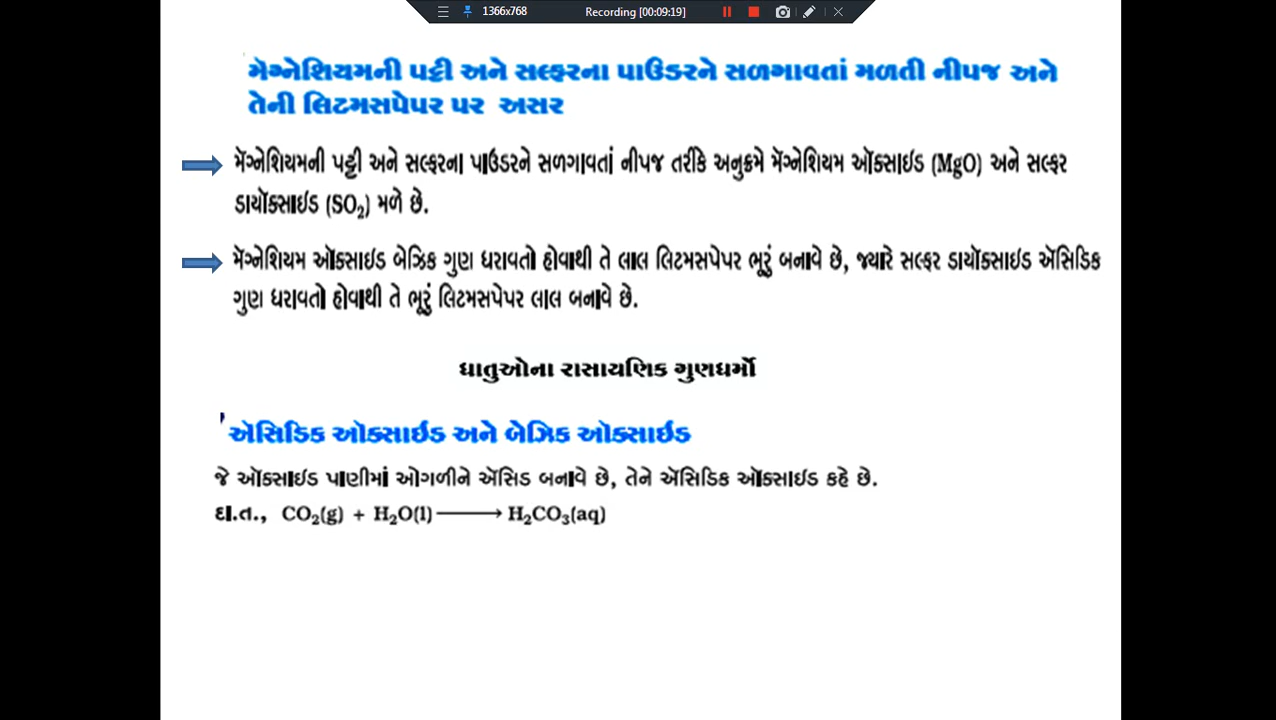 1366x768
Recording [00:09:19]
મૅગ્નેશિયમની પટ્ટી અને સલ્ફરના પાઉડરને સળગાવતાં મળતી નીપજ અને
તેની લિટમસપેપર પર અસર
મૅગ્નેશિયમની પટ્ટી અને સલ્ફરના પાઉડરને સળગાવતાં નીપજ તરીકે અનુક્રમે મૅગ્નેશિયમ ઑક્સાઇડ (MgO) અને સલ્ફર
ડાયૉક્સાઇડ (SO₂) મળે છે.
મૅગ્નેશિયમ ઑક્સાઇડ બેઝિક ગુણ ધરાવતો હોવાથી તે લાલ લિટમસપેપર ભૂરું બનાવે છે, જ્યારે સલ્ફર ડાયૉક્સાઇડ ઍસિડિક
ગુણ ધરાવતો હોવાથી તે ભૂરું લિટમસપેપર લાલ બનાવે છે.
ધાતુઓના રાસાયણિક ગુણધર્મો
ઍસિડિક ઑક્સાઇડ અને બેઝિક ઑક્સાઇડ
જે ઑક્સાઇડ પાણીમાં ઓગળીને ઍસિડ બનાવે છે, તેને ઍસિડિક ઑક્સાઇડ કહે છે.
દા.ત., CO₂(g) + H₂O(l) ⟶ H₂CO₃(aq)